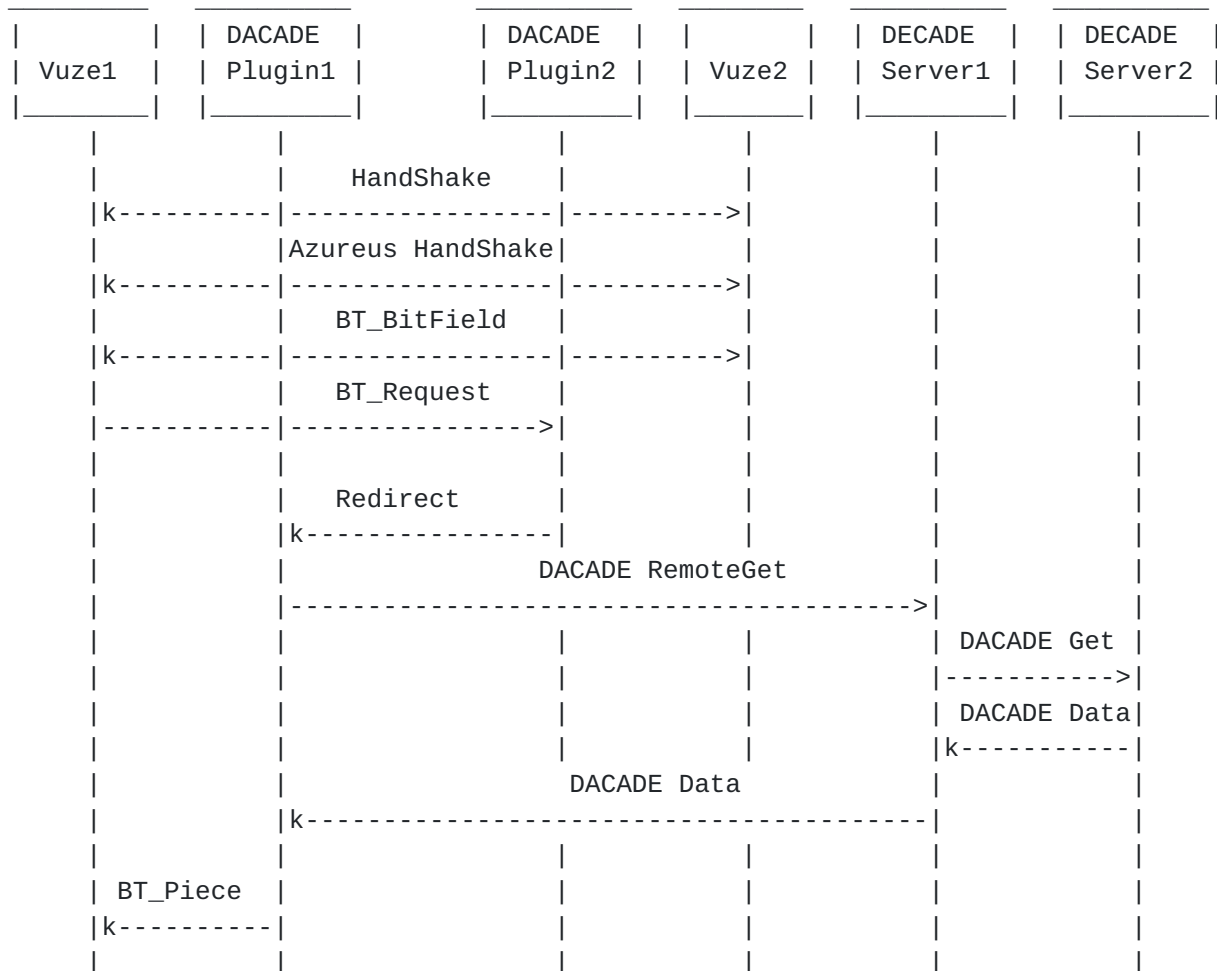 DACADE DACADE DECADE DECADE
Vuze1 Plugin1 Plugin2 Vuze2 Server1 Server2
HandShake
k
Azureus HandShake
k
BT_BitField
k
BT_Request
Redirect
k
DACADE RemoteGet
DACADE Get
DACADE Data
k
DACADE Data
k
BT_Piece
k